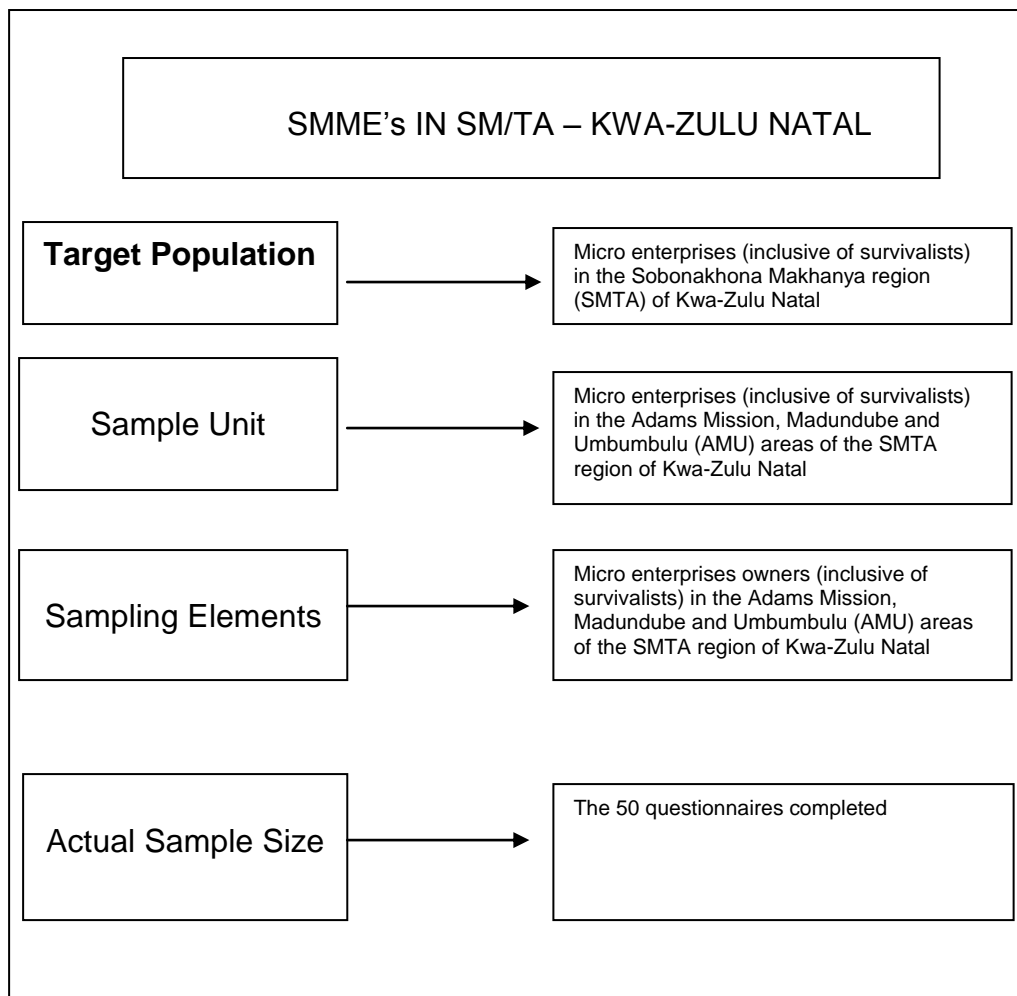 SMME's IN SM/TA – KWA-ZULU NATAL
Target Population
Micro enterprises (inclusive of survivalists)
in the Sobonakhona Makhanya region
(SMTA) of Kwa-Zulu Natal
Sample Unit
Micro enterprises (inclusive of survivalists)
in the Adams Mission, Madundube and
Umbumbulu (AMU) areas of the SMTA
region of Kwa-Zulu Natal
Sampling Elements
Micro enterprises owners (inclusive of
survivalists) in the Adams Mission,
Madundube and Umbumbulu (AMU) areas
of the SMTA region of Kwa-Zulu Natal
Actual Sample Size
The 50 questionnaires completed